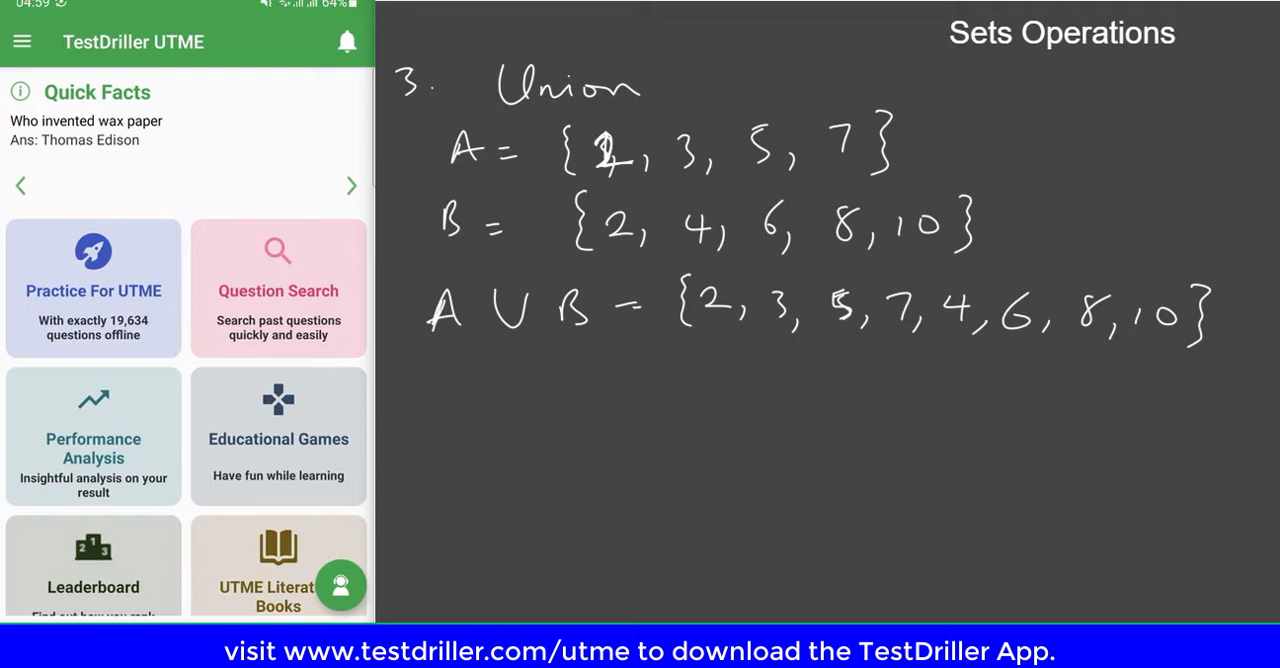 04:59 64%
TestDriller UTME
Quick Facts
Who invented wax paper
Ans: Thomas Edison
Practice For UTME
With exactly 19,634
questions offline
Question Search
Search past questions
quickly and easily
Performance
Analysis
Insightful analysis on your
result
Educational Games
Have fun while learning
2 1 3
Leaderboard
UTME Literat
Books
Sets Operations
3. Union
A = {2, 3, 5, 7}
B = {2, 4, 6, 8, 10}
A U B = {2, 3, 5, 7, 4, 6, 8, 10}
visit www.testdriller.com/utme to download the TestDriller App.